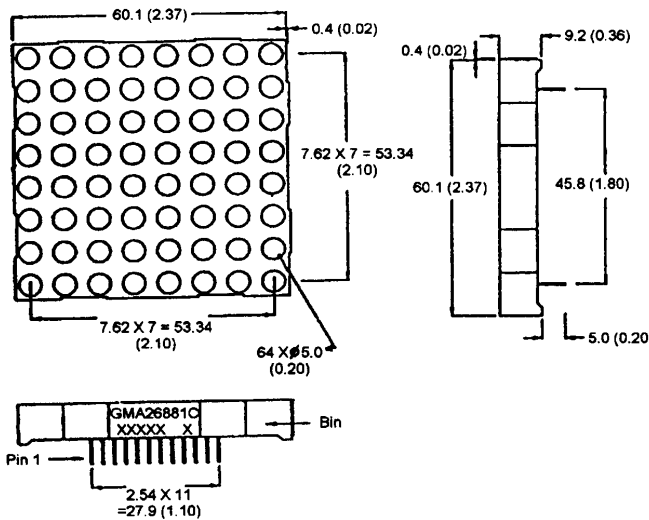 60.1 (2.37)
0.4 (0.02)
7.62 X 7 = 53.34
(2.10)
7.62 X 7 = 53.34
(2.10)
64 XØ5.0
(0.20)
9.2 (0.36)
0.4 (0.02)
60.1 (2.37)
45.8 (1.80)
5.0 (0.20
GMA26881C
XXXXX X
Bin
Pin 1
2.54 X 11
=27.9 (1.10)